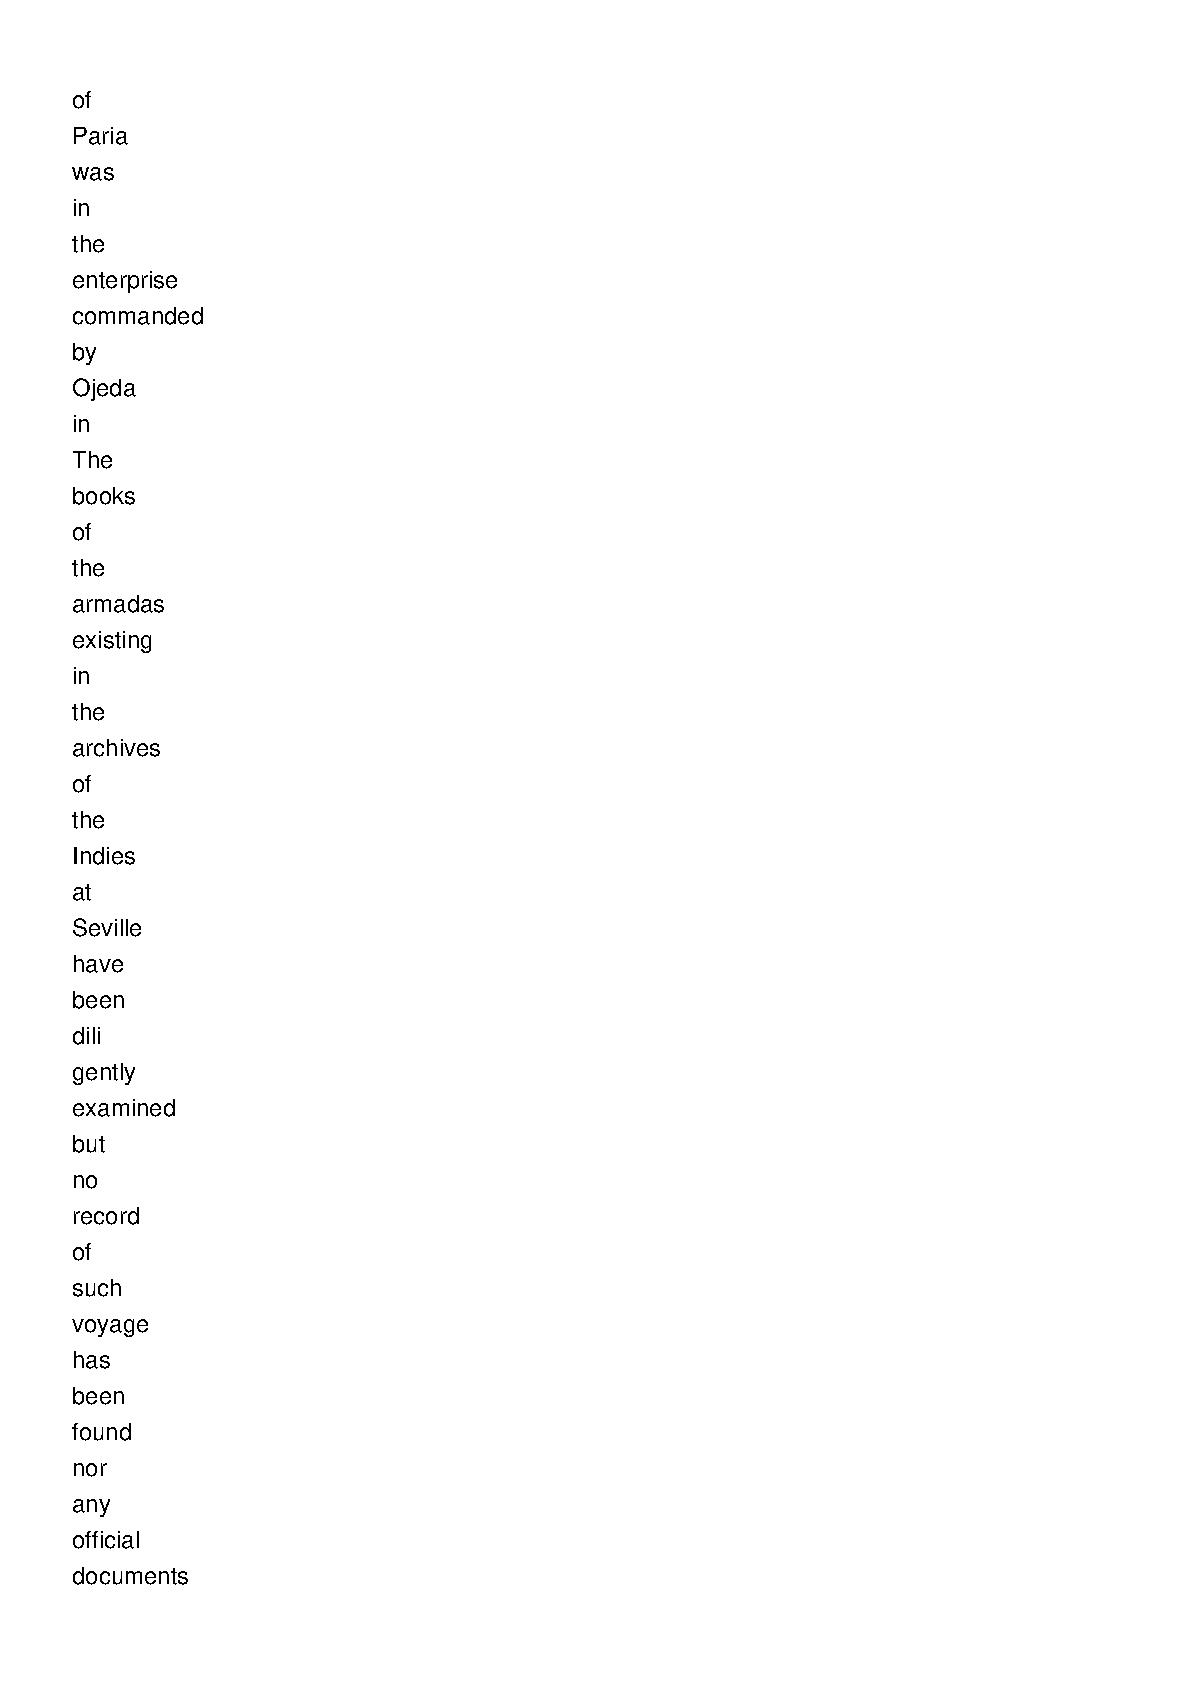 of
Paria
was
in
the
enterprise
commanded
by
Ojeda
in
The
books
of
the
armadas
existing
in
the
archives
of
the
Indies
at
Seville
have
been
dili
gently
examined
but
no
record
of
such
voyage
has
been
found
nor
any
official
documents